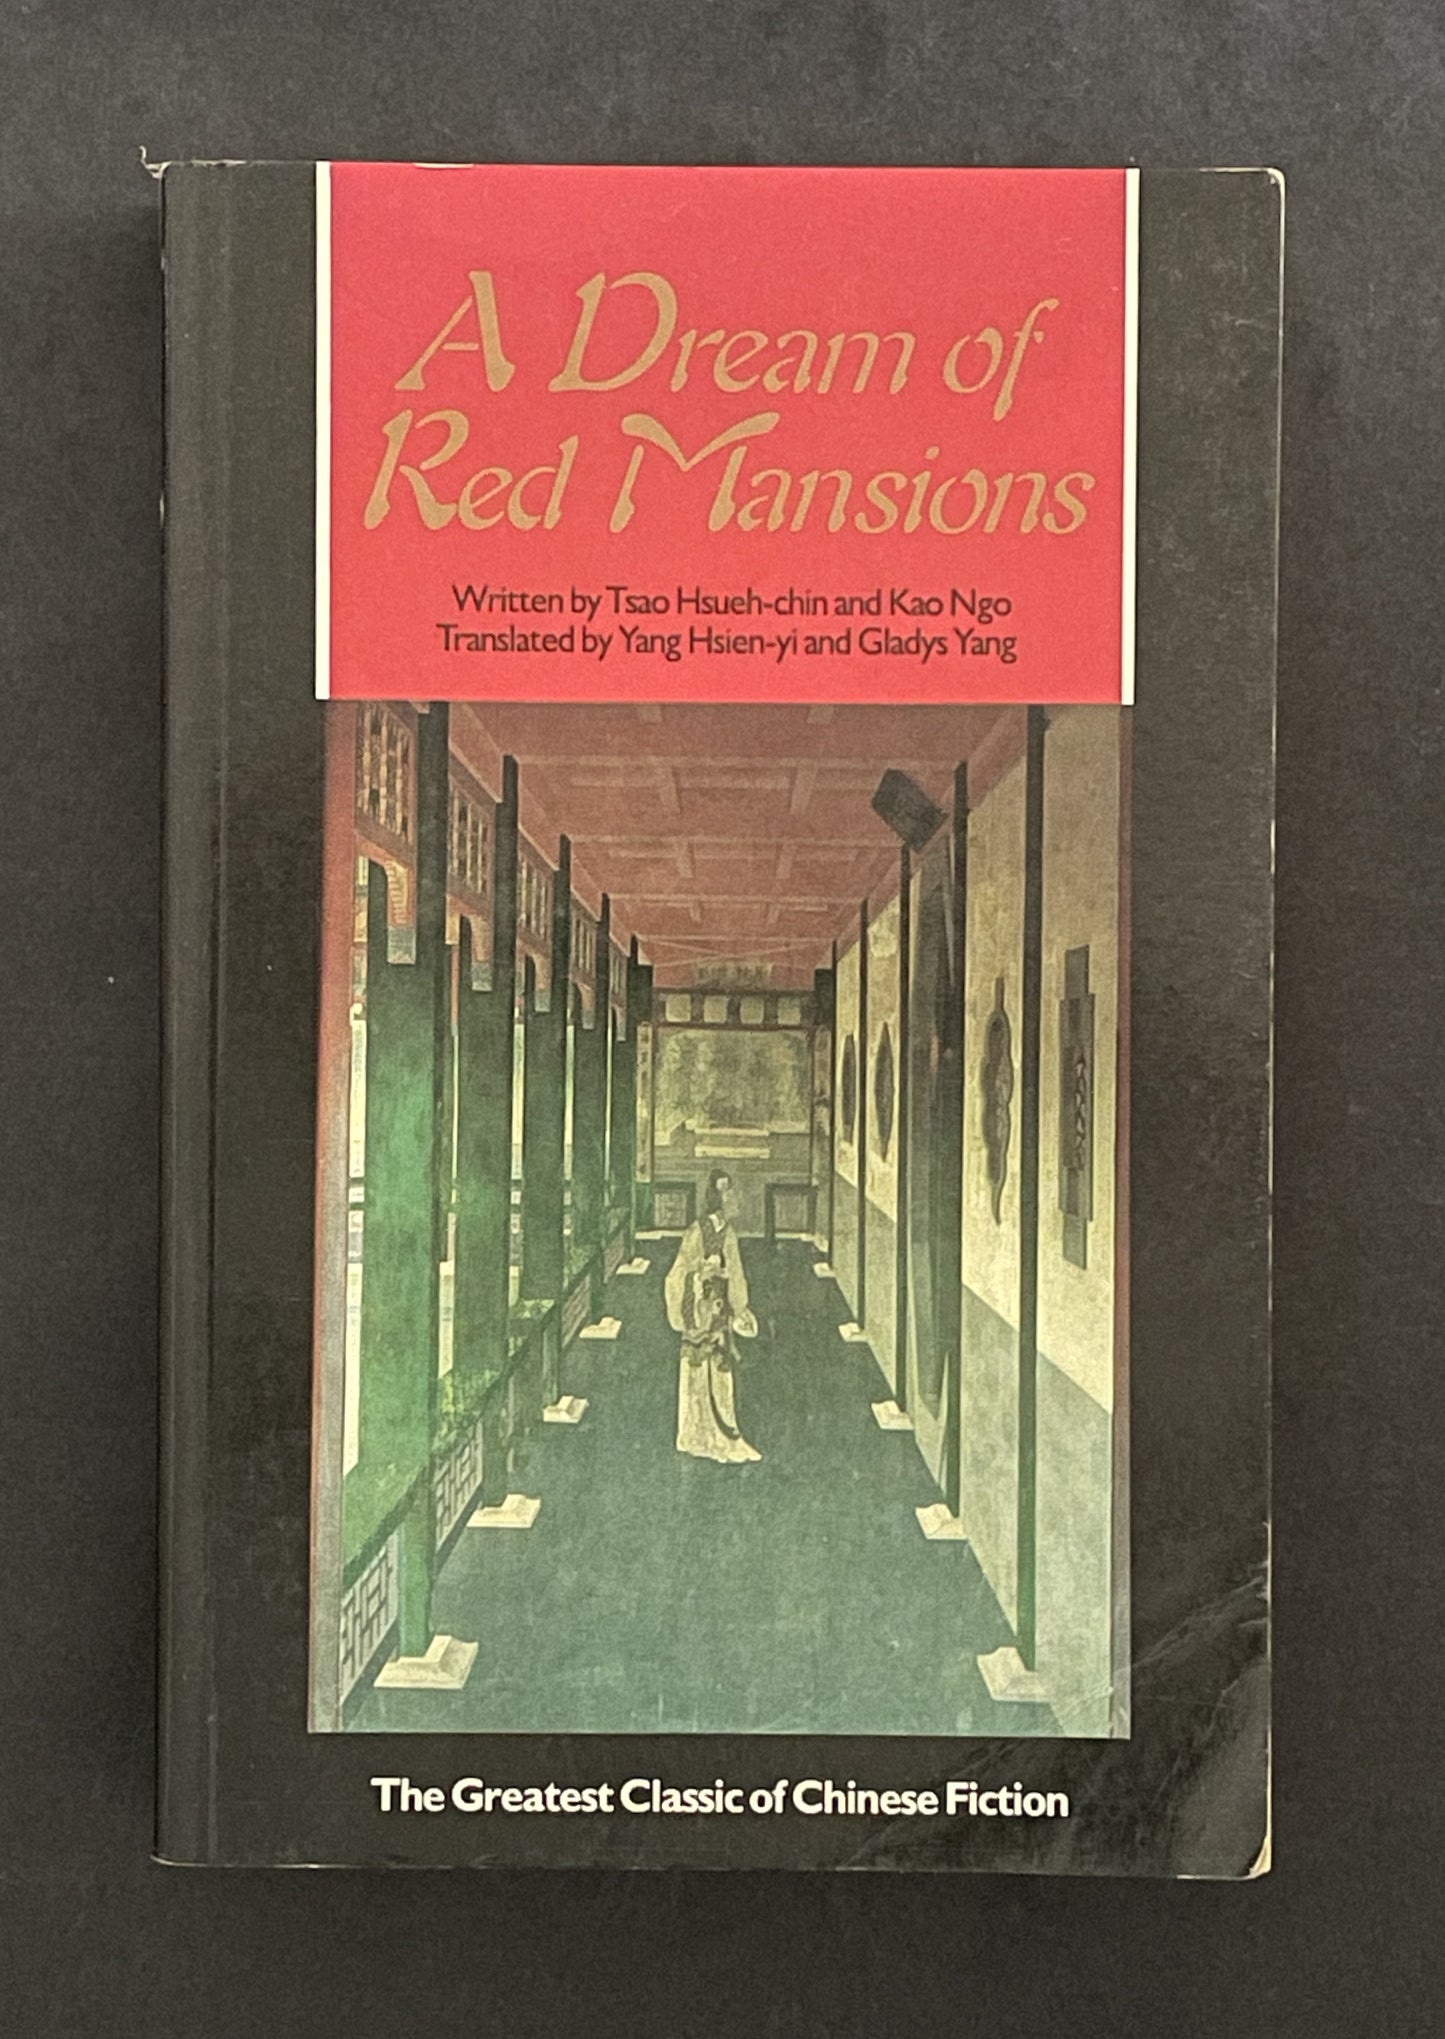 A Dream of
Red Mansions
Written by Tsao Hsueh-chin and Kao Ngo
Translated by Yang Hsien-yi and Gladys Yang
The Greatest Classic of Chinese Fiction